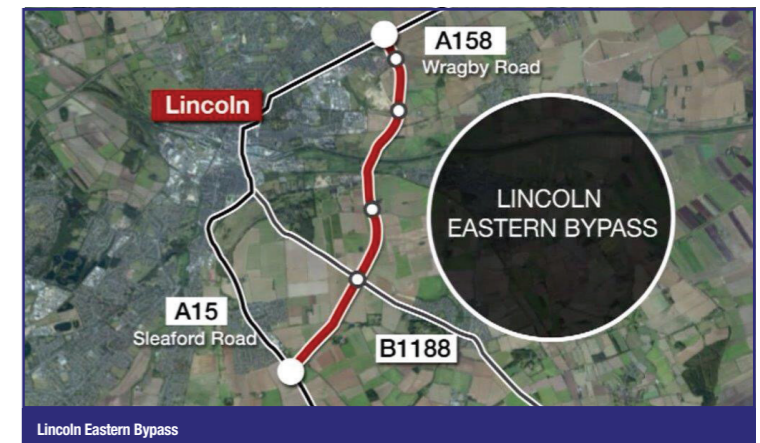 A158
Wragby Road
Lincoln
LINCOLN
EASTERN BYPASS
A15
Sleaford Road
B1188
Lincoln Eastern Bypass